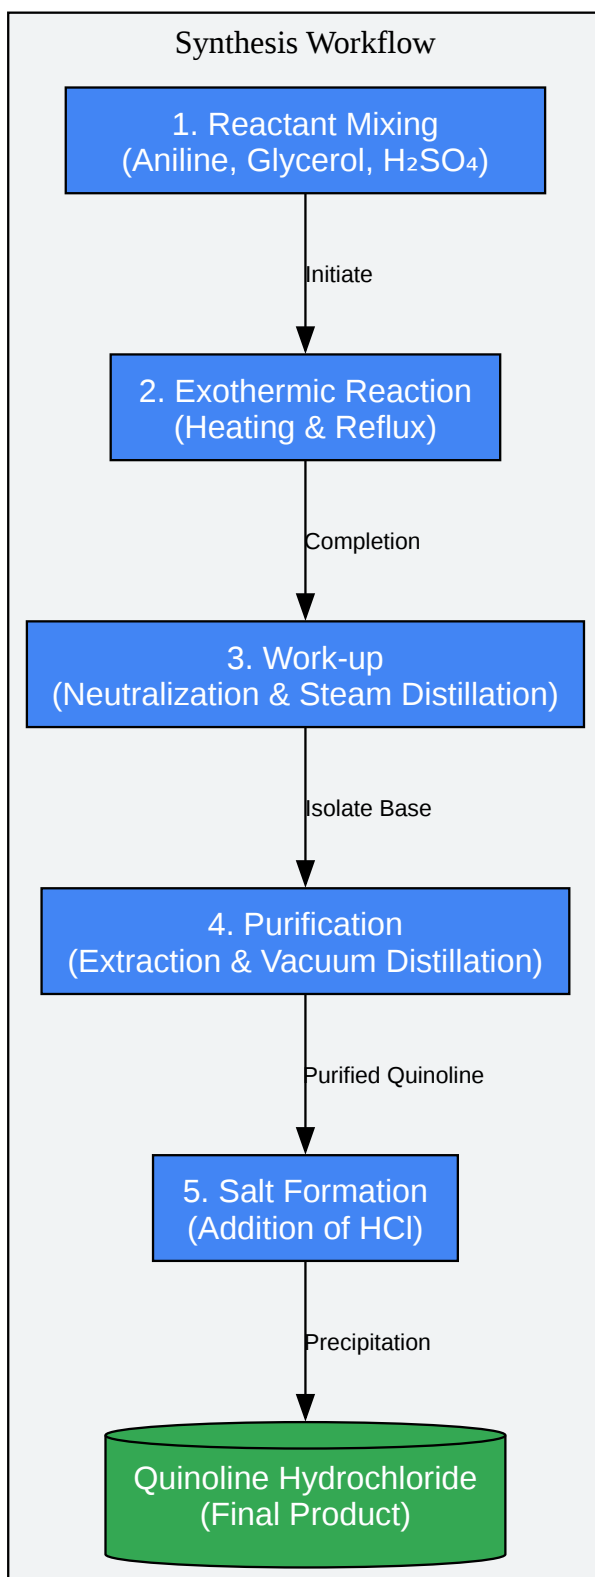 Synthesis Workflow
1. Reactant Mixing
(Aniline, Glycerol, H₂SO₄)
Initiate
2. Exothermic Reaction
(Heating & Reflux)
Completion
3. Work-up
(Neutralization & Steam Distillation)
Isolate Base
4. Purification
(Extraction & Vacuum Distillation)
Purified Quinoline
5. Salt Formation
(Addition of HCl)
Precipitation
Quinoline Hydrochloride
(Final Product)